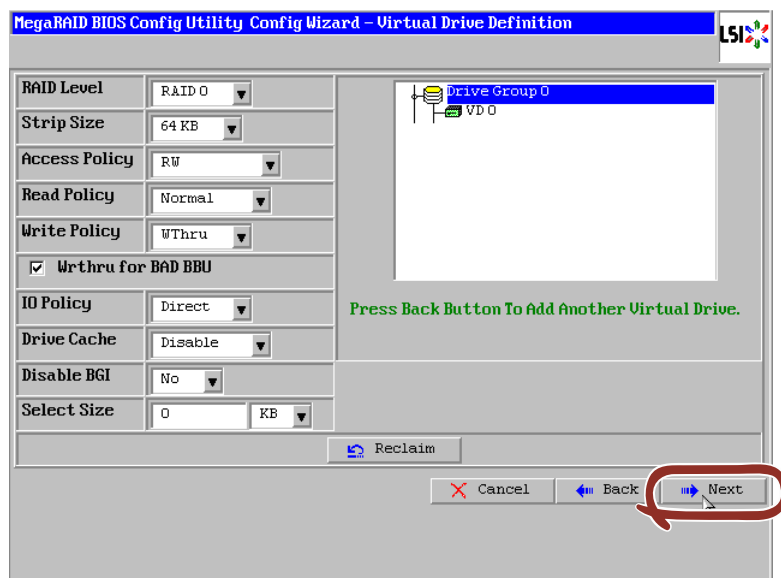 MegaRAID BIOS Config Utility Config Wizard - Virtual Drive Definition
LSI
RAID Level
RAID 0
Strip Size
64 KB
Access Policy
RW
Read Policy
Normal
Write Policy
WThru
Wrthru for BAD BBU
IO Policy
Direct
Drive Cache
Disable
Disable BGI
No
Select Size
0
KB
Drive Group 0
VD 0
Press Back Button To Add Another Virtual Drive.
Reclaim
Cancel
Back
Next